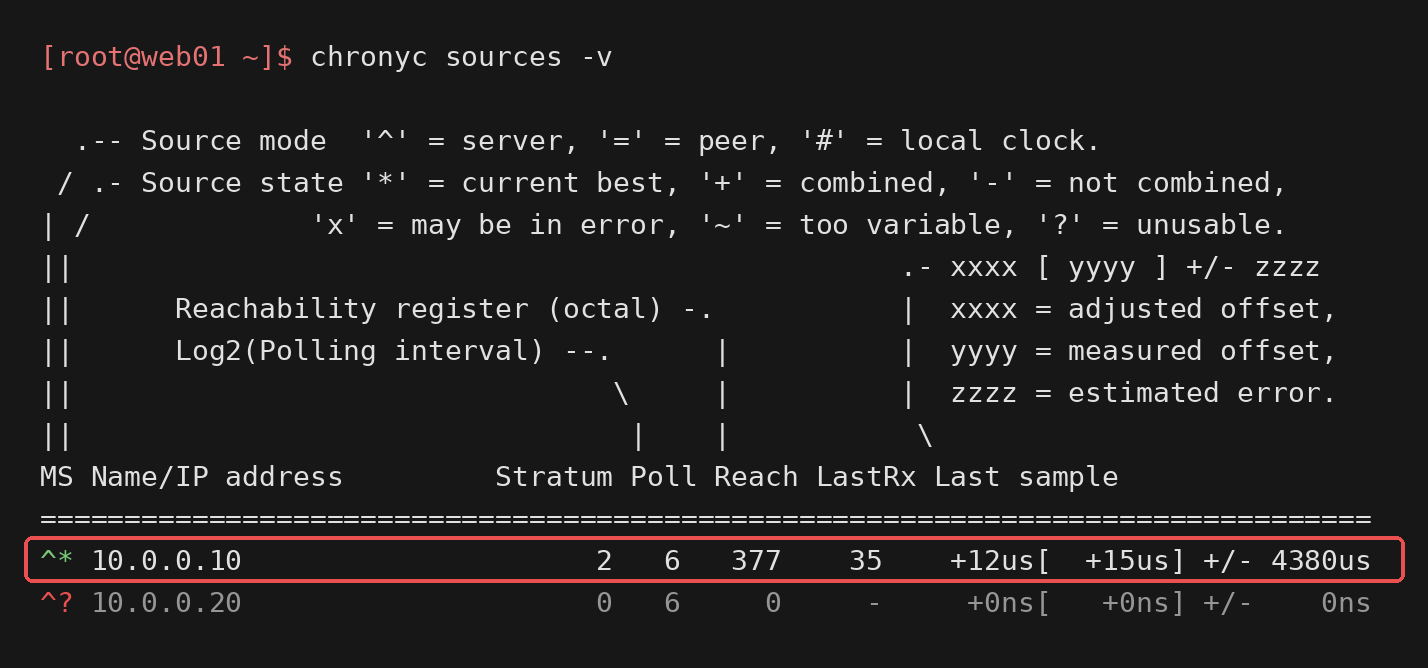 [root@web01 ~]$ chronyc sources -v

  .-- Source mode  '^' = server, '=' = peer, '#' = local clock.
 / .- Source state '*' = current best, '+' = combined, '-' = not combined,
| /             'x' = may be in error, '~' = too variable, '?' = unusable.
||                                                 .- xxxx [ yyyy ] +/- zzzz
||      Reachability register (octal) -.           |  xxxx = adjusted offset,
||      Log2(Polling interval) --.      |          |  yyyy = measured offset,
||                                \     |          |  zzzz = estimated error.
||                                 |    |           \
MS Name/IP address         Stratum Poll Reach LastRx Last sample
===============================================================================
^* 10.0.0.10                     2   6   377    35    +12us[  +15us] +/- 4380us
^? 10.0.0.20                     0   6     0     -     +0ns[   +0ns] +/-    0ns